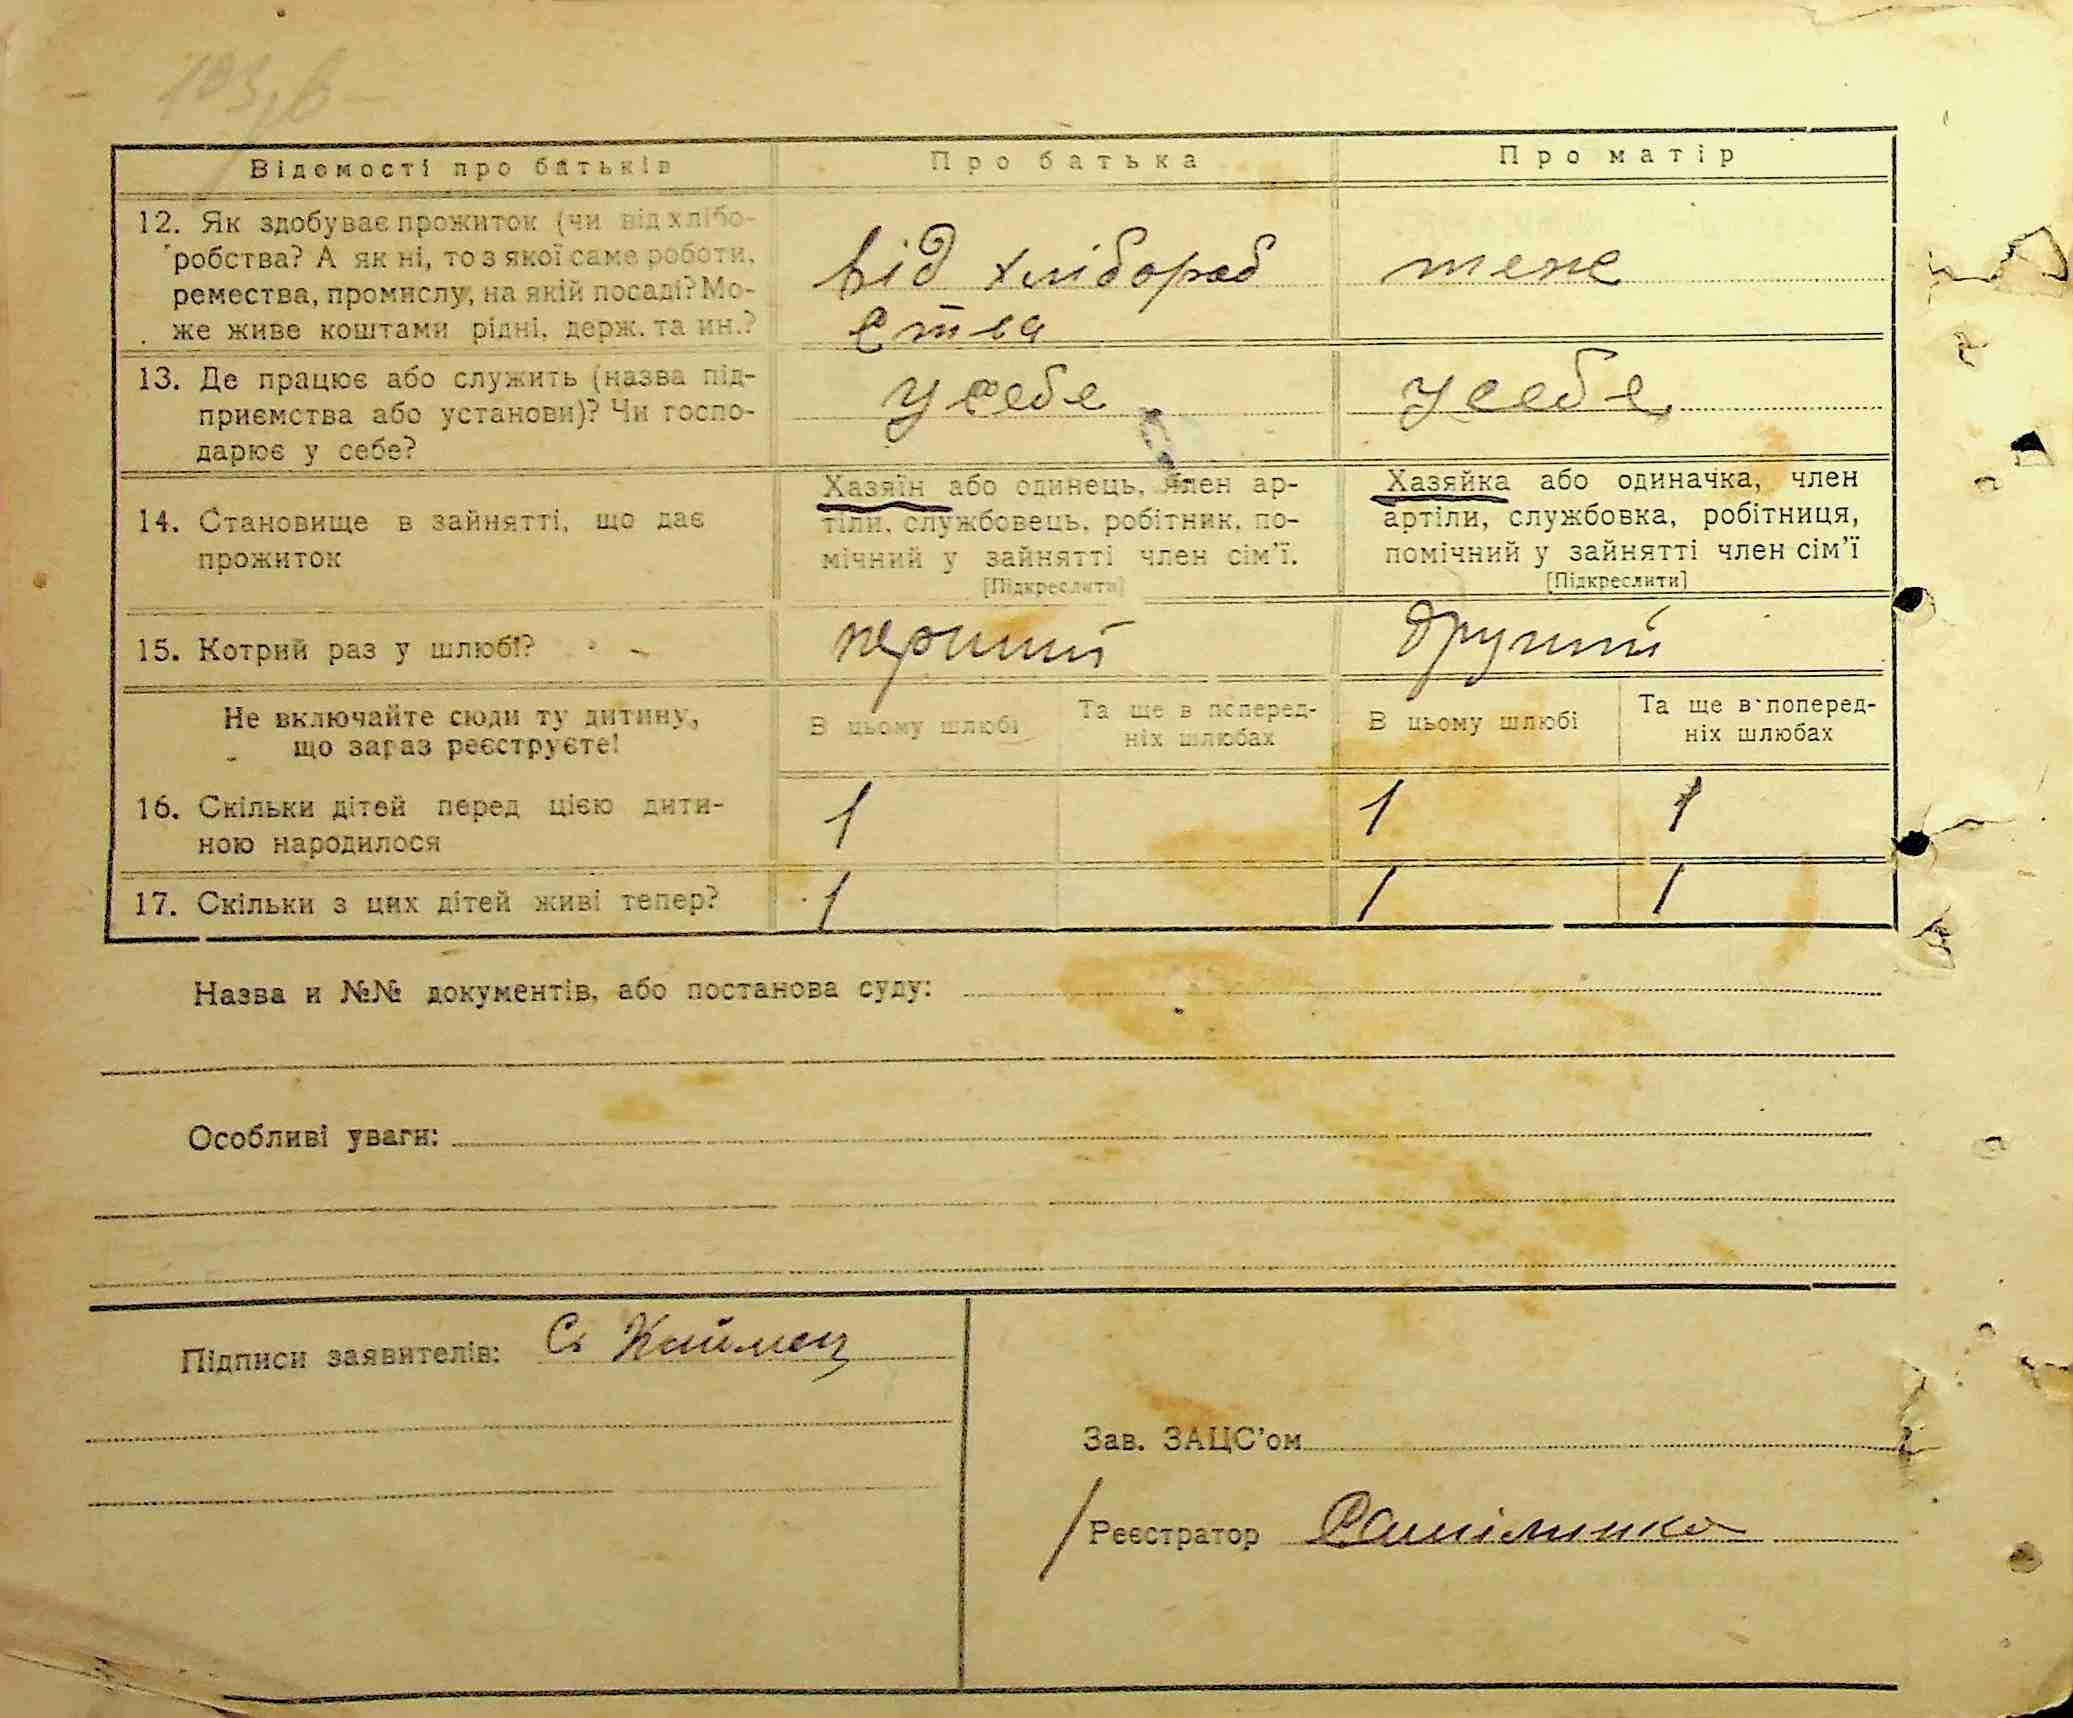 103 зв
Відомості про батьків
Про батька
Про матір
12. Як здобуває прожиток (чи від хлібо-
робства? А як ні, то з якої саме роботи,
ремества, промислу, на якій посаді? Мо-
же живе коштами рідні, держ. та ин.?
від хлібороб
ства
теж
13. Де працює або служить (назва під-
приємства або установи)? Чи госпо-
дарює у себе?
у себе
у себе
14. Становище в зайнятті, що дає
прожиток
Хазяїн або одинець, член ар-
тіли, службовець, робітник, по-
мічний у зайнятті член сім'ї.
[Підкреслити]
Хазяйка або одиначка, член
артіли, службовка, робітниця,
помічний у зайнятті член сім'ї
[Підкреслити]
15. Котрий раз у шлюбі?
перший
другий
Не включайте сюди ту дитину,
що зараз реєструєте!
В цьому шлюбі
Та ще в поперед-
ніх шлюбах
В цьому шлюбі
Та ще в поперед-
ніх шлюбах
16. Скільки дітей перед цією дити-
ною народилося
1
1
1
17. Скільки з цих дітей живі тепер?
1
1
1
Назва и №№ документів, або постанова суду:
Особливі уваги:
Підписи заявителів:
Зав. ЗАЦС'ом
Реєстратор